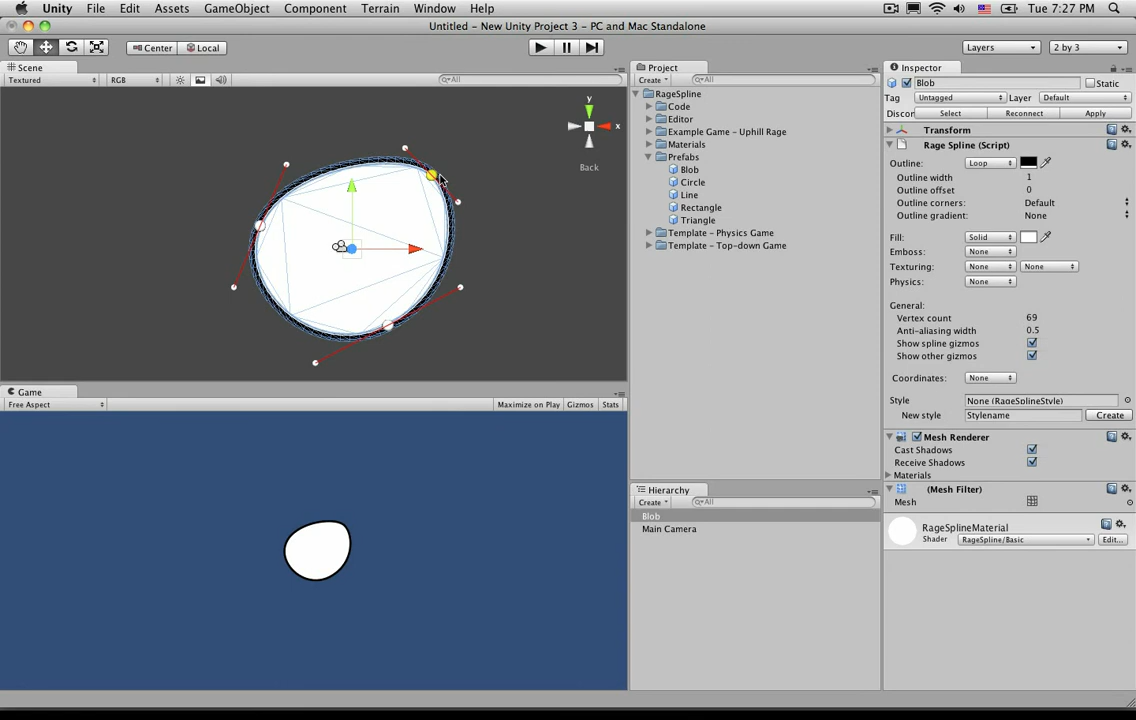 Unity File Edit Assets GameObject Component Terrain Window Help Tue 7:27 PM
Untitled - New Unity Project 3 - PC and Mac Standalone
Center Local Layers 2 by 3
Scene
Textured RGB All
y
x
Back
Game
Free Aspect Maximize on Play Gizmos Stats
Project
Create All
RageSpline
Code
Editor
Example Game - Uphill Rage
Materials
Prefabs
Blob
Circle
Line
Rectangle
Triangle
Template - Physics Game
Template - Top-down Game
Hierarchy
Create All
Blob
Main Camera
Inspector
Blob Static
Tag Untagged Layer Default
Discon Select Reconnect Apply
Transform
Rage Spline (Script)
Outline: Loop
Outline width 1
Outline offset 0
Outline corners: Default
Outline gradient: None
Fill: Solid
Emboss: None
Texturing: None None
Physics: None
General:
Vertex count 69
Anti-aliasing width 0.5
Show spline gizmos
Show other gizmos
Coordinates: None
Style None (RageSplineStyle)
New style Stylename Create
Mesh Renderer
Cast Shadows
Receive Shadows
Materials
(Mesh Filter)
Mesh
RageSplineMaterial
Shader RageSpline/Basic Edit...